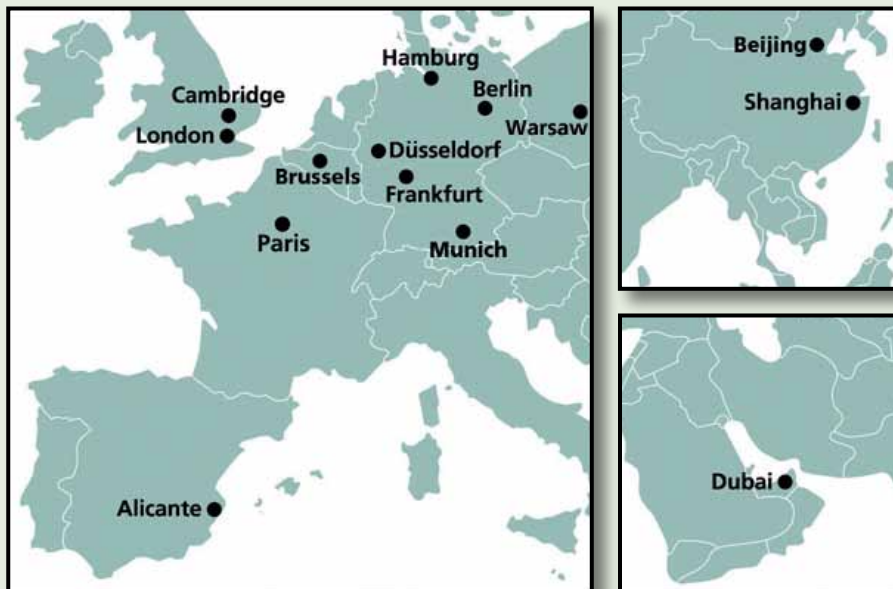 Hamburg
Berlin
Cambridge
Warsaw
London
Düsseldorf
Brussels
Frankfurt
Paris
Munich
Alicante
Beijing
Shanghai
Dubai